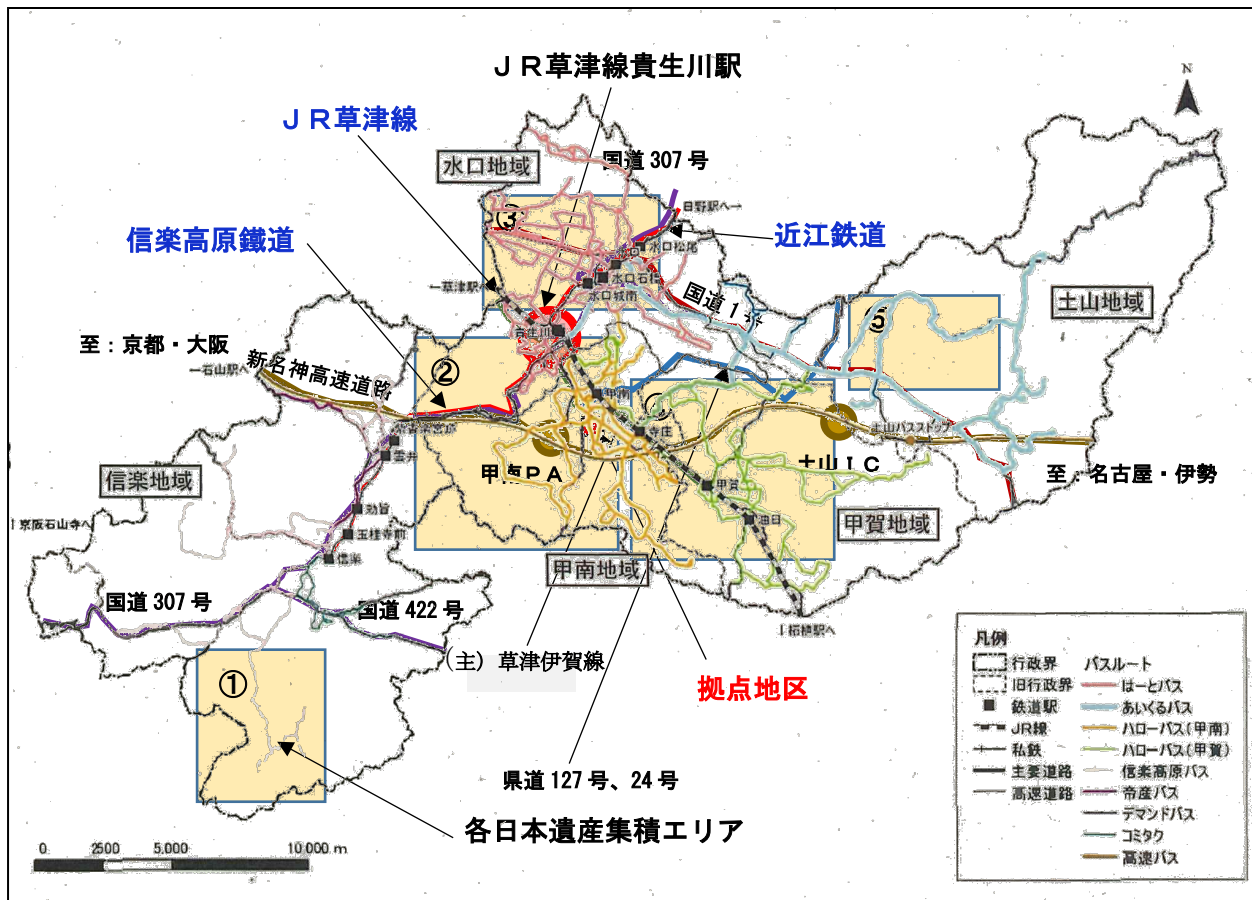 ＪＲ草津線貴生川駅
N
ＪＲ草津線
水口地域
国道 307 号
日野駅へ→
③
信楽高原鐵道
水口松尾
近江鉄道
水口石橋
←草津駅へ
水口城南
国道１号
土山地域
⑤
貴生川
至：京都・大阪
新名神高速道路
←石山駅へ
②
甲南
寺庄
土山バスストップ
紫香楽宮跡
雲井
甲南ＰＡ
土山ＩＣ
至：名古屋・伊勢
信楽地域
甲賀
勅旨
油日
甲賀地域
↑京阪石山寺へ
玉桂寺前
信楽
甲南地域
国道 307 号
国道 422 号
↓柘植駅へ
（主）草津伊賀線
拠点地区
①
県道 127 号、24 号
各日本遺産集積エリア
0. 2500 5,000 10,000 m
凡例
行政界
旧行政界
鉄道駅
JR線
私鉄
主要道路
高速道路
バスルート
はーとバス
あいくるバス
ハローバス(甲南)
ハローバス(甲賀)
信楽高原バス
帝産バス
デマンドバス
コミタク
高速バス